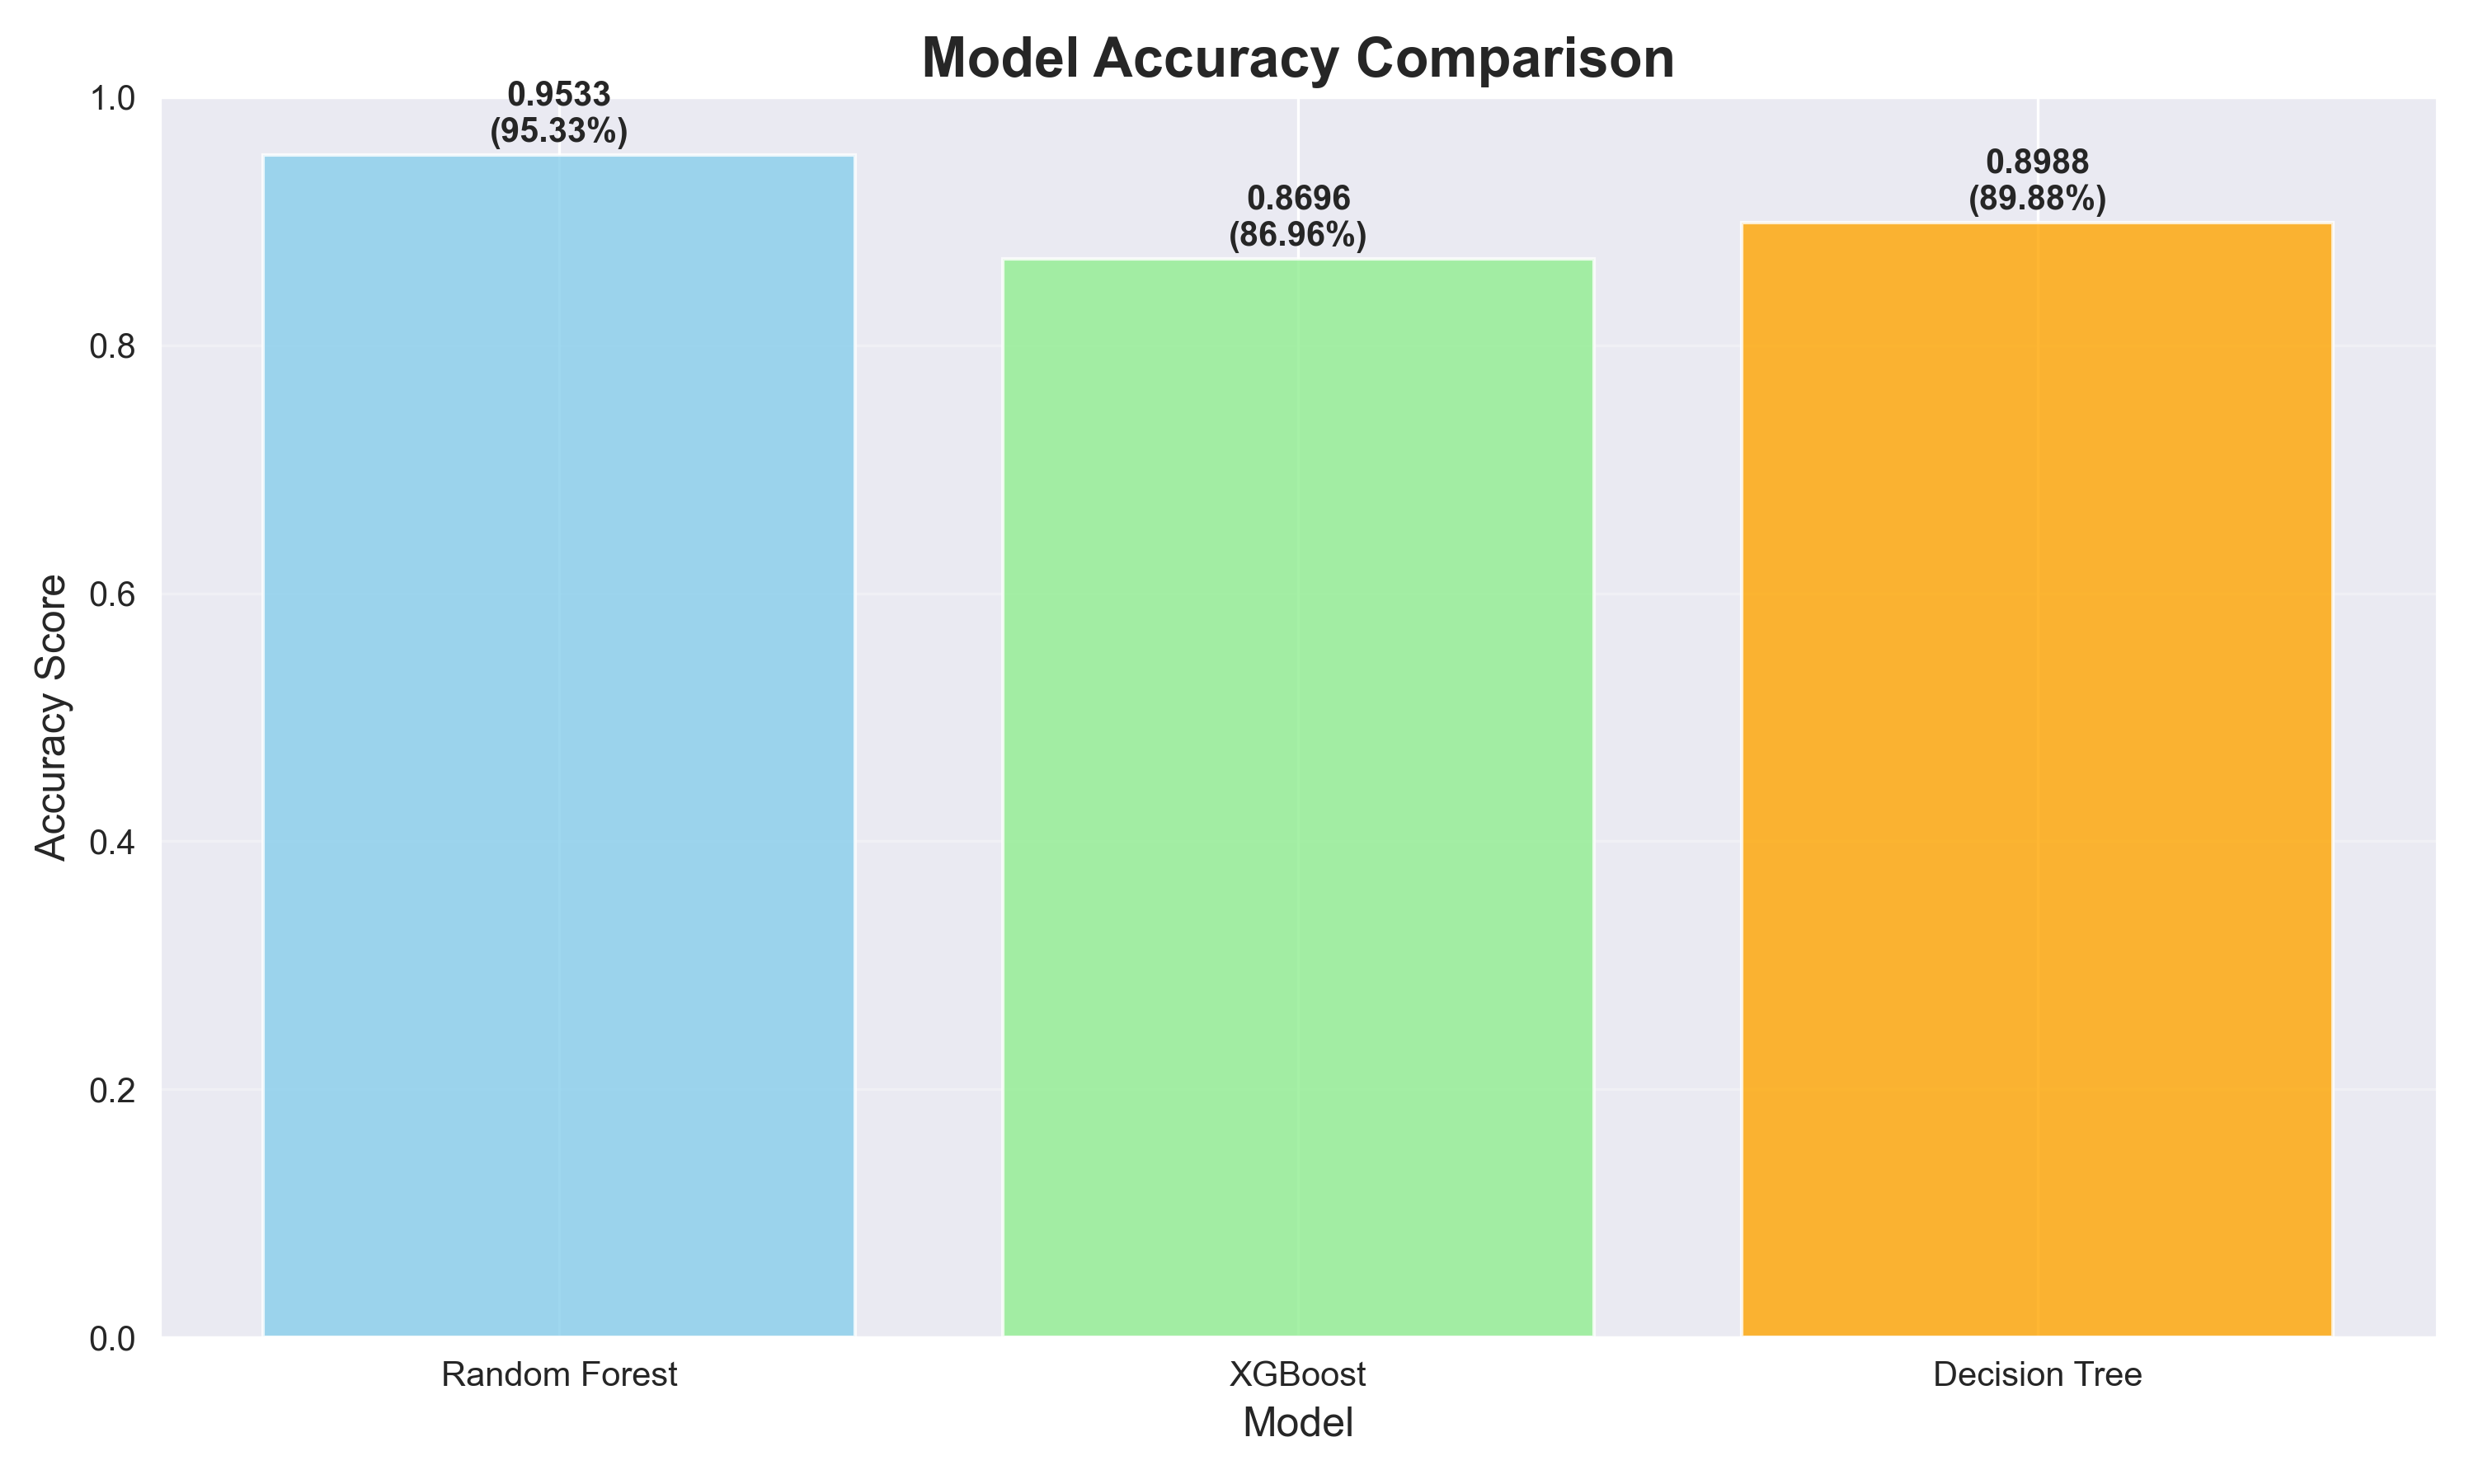 Model Accuracy Comparison
1.0
0.8
0.6
0.4
0.2
0.0
Accuracy Score
0.9533
(95.33%)
0.8696
(86.96%)
0.8988
(89.88%)
Random Forest
XGBoost
Decision Tree
Model